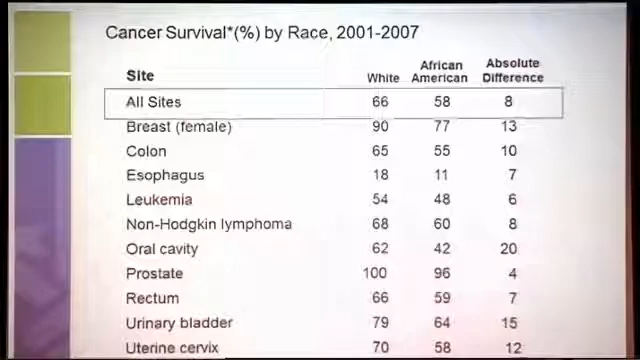 Cancer Survival*(%) by Race, 2001-2007
Site White African American Absolute Difference
All Sites 66 58 8
Breast (female) 90 77 13
Colon 65 55 10
Esophagus 18 11 7
Leukemia 54 48 6
Non-Hodgkin lymphoma 68 60 8
Oral cavity 62 42 20
Prostate 100 96 4
Rectum 66 59 7
Urinary bladder 79 64 15
Uterine cervix 70 58 12